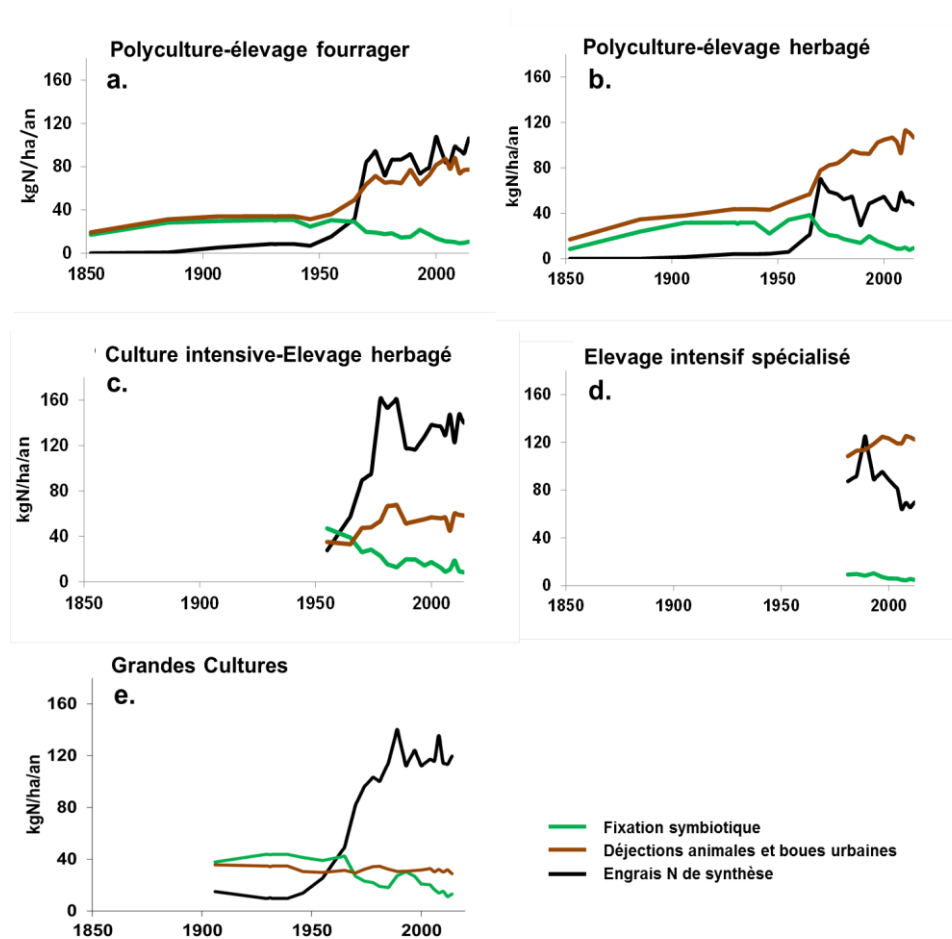 Polyculture-élevage fourrager
a.
kgN/ha/an
160
120
80
40
0
1850
1900
1950
2000
Polyculture-élevage herbagé
b.
kgN/ha/an
160
120
80
40
0
1850
1900
1950
2000
Culture intensive-Elevage herbagé
c.
kgN/ha/an
160
120
80
40
0
1850
1900
1950
2000
Elevage intensif spécialisé
d.
kgN/ha/an
160
120
80
40
0
1850
1900
1950
2000
Grandes Cultures
e.
kgN/ha/an
160
120
80
40
0
1850
1900
1950
2000
Fixation symbiotique
Déjections animales et boues urbaines
Engrais N de synthèse